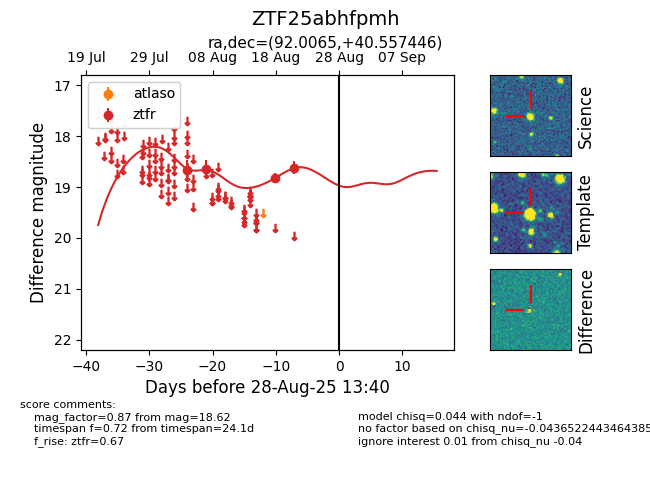 ZTF25abhfpmh
ra,dec=(92.0065,+40.557446)
19 Jul 29 Jul 08 Aug 18 Aug 28 Aug 07 Sep
atlaso
ztfr
17
18
19
20
21
22
Difference magnitude
−40 −30 −20 −10 0 10
Days before 28-Aug-25 13:40
Science
Template
Difference
score comments:
mag_factor=0.87 from mag=18.62
timespan f=0.72 from timespan=24.1d
f_rise: ztfr=0.67
model chisq=0.044 with ndof=-1
no factor based on chisq_nu=-0.0436522443464385
ignore interest 0.01 from chisq_nu -0.04